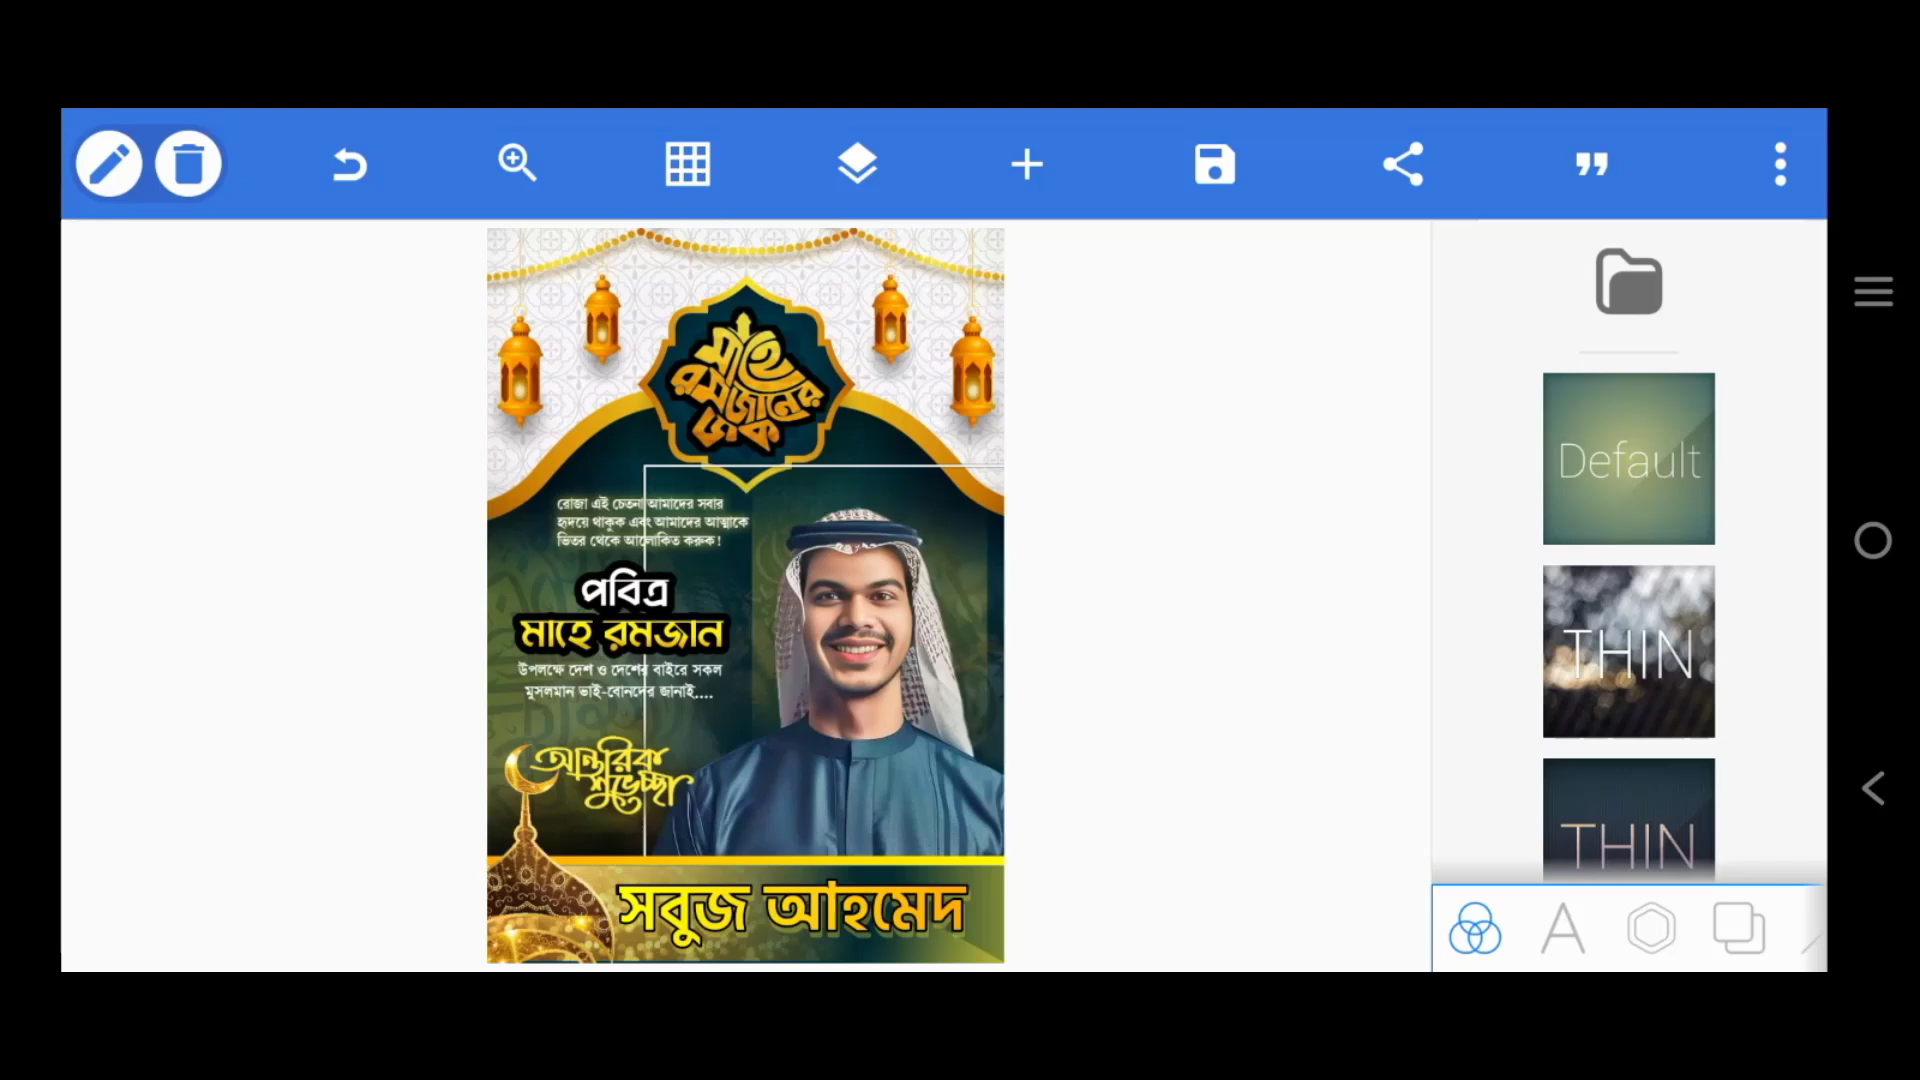 মাহে
রমজানের
ডাক
রোজা এই চেতনা আমাদের সবার
হৃদয়ে থাকুক এবং আমাদের আত্মাকে
ভিতর থেকে আলোকিত করুক!
পবিত্র
মাহে রমজান
উপলক্ষে দেশ ও দেশের বাইরে সকল
মুসলমান ভাই-বোনদের জানাই....
আন্তরিক
শুভেচ্ছা
সবুজ আহমেদ
Default
THIN
THIN